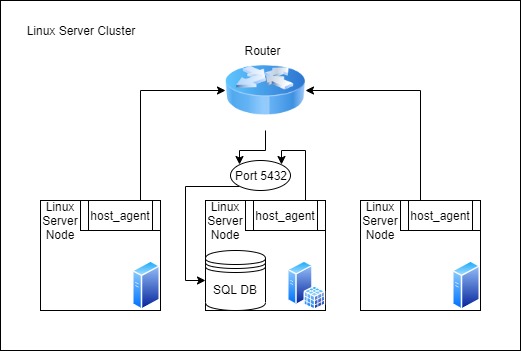 Linux Server Cluster
Router
Port 5432
Linux
Server
Node
host_agent
Linux
Server
Node
host_agent
SQL DB
Linux
Server
Node
host_agent